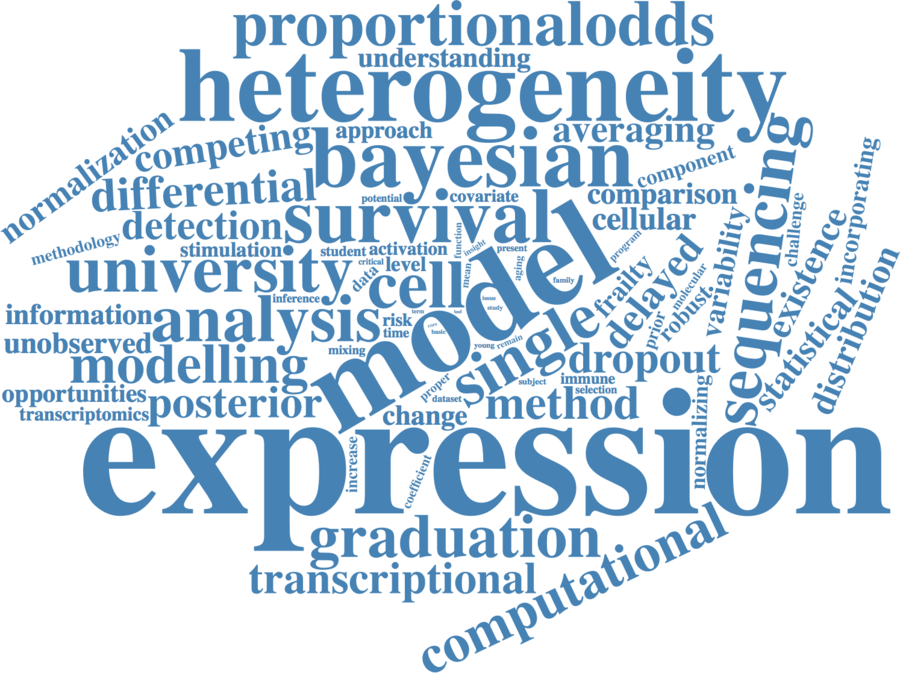 proportionalodds
understanding
heterogeneity
normalization
competing
approach
averaging
bayesian
component
differential
potential
covariate
comparison
sequencing
incorporating
detection
survival
cellular
methodology
stimulation
student
activation
function
insight
present
program
challenge
variability
existence
university
data
critical
level
mean
aging
family
model
cell
frailty
delayed
molecular
robust
prior
statistical
distribution
inference
information
analysis
risk
time
term
tool
issue
study
basic
single
unobserved
mixing
young
remain
modelling
dropout
opportunities
posterior
proper
dataset
subject
immune
selection
transcriptomics
change
method
normalizing
expression
increase
coefficient
graduation
transcriptional
computational